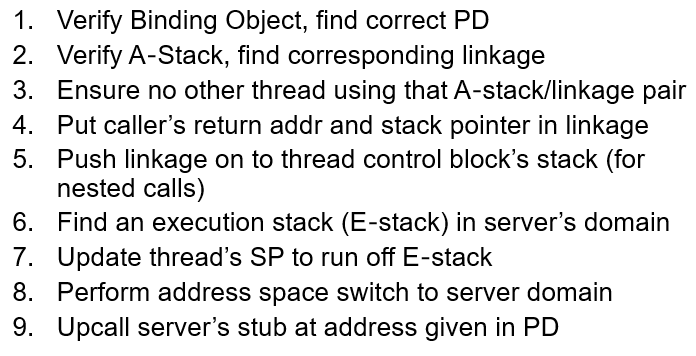 1. Verify Binding Object, find correct PD
2. Verify A-Stack, find corresponding linkage
3. Ensure no other thread using that A-stack/linkage pair
4. Put caller's return addr and stack pointer in linkage
5. Push linkage on to thread control block's stack (for
nested calls)
6. Find an execution stack (E-stack) in server's domain
7. Update thread's SP to run off E-stack
8. Perform address space switch to server domain
9. Upcall server's stub at address given in PD